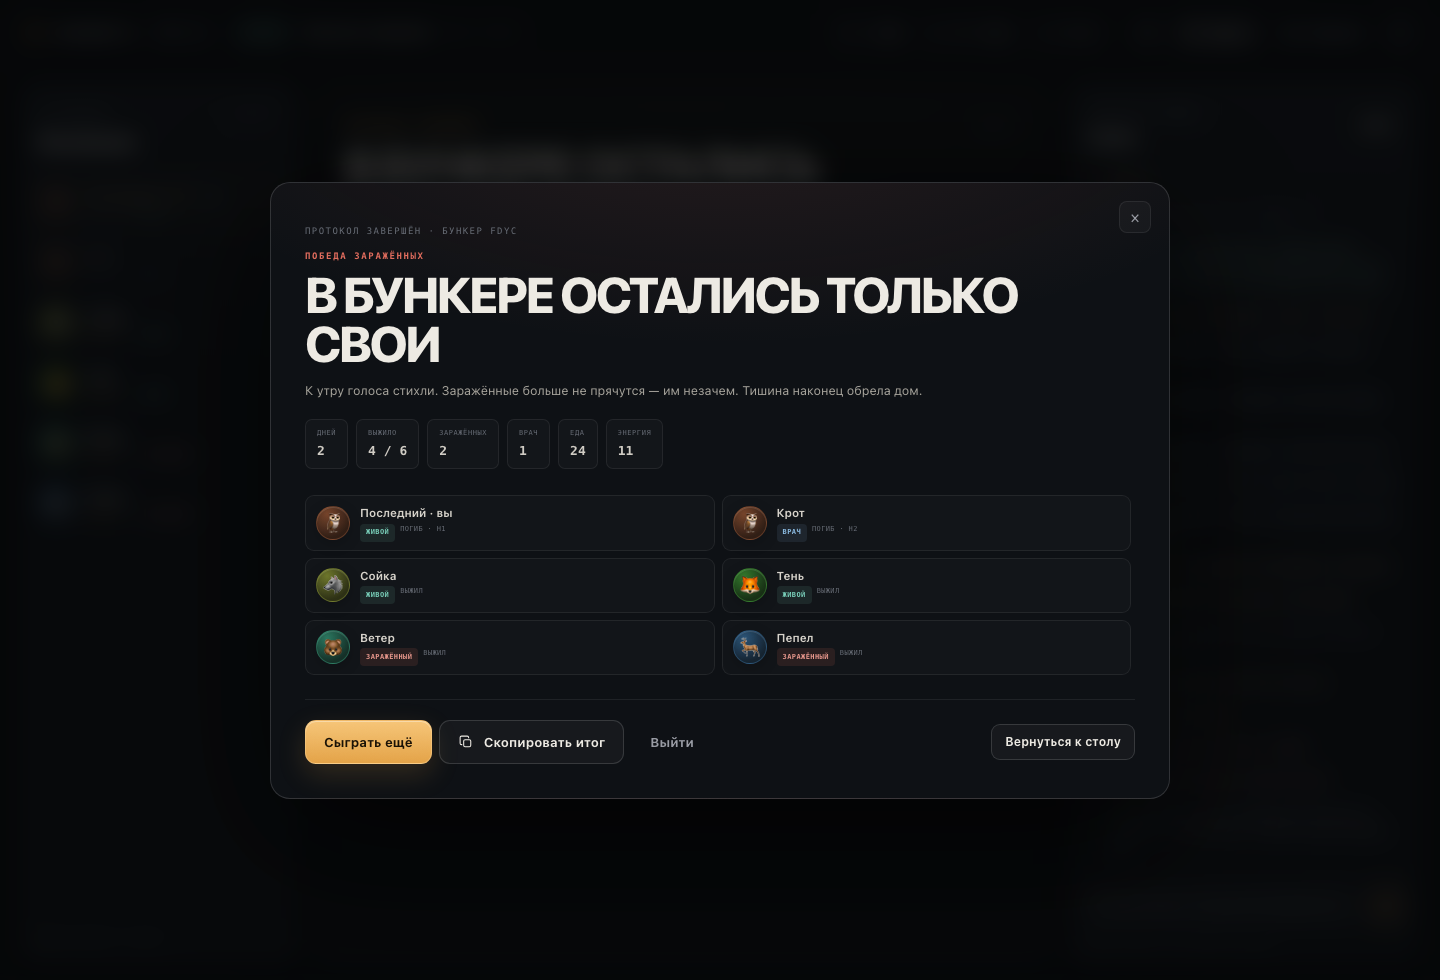 ПРОТОКОЛ ЗАВЕРШЁН · БУНКЕР FDYC
ПОБЕДА ЗАРАЖЁННЫХ
В БУНКЕРЕ ОСТАЛИСЬ ТОЛЬКО
СВОИ
К утру голоса стихли. Заражённые больше не прячутся — им незачем. Тишина наконец обрела дом.
ДНЕЙ ВЫЖИЛО ЗАРАЖЁННЫХ ВРАЧ ЕДА ЭНЕРГИЯ
2 4 / 6 2 1 24 11
Последний · вы
ЖИВОЙ ПОГИБ · Н1
Крот
ВРАЧ ПОГИБ · Н2
Сойка
ЖИВОЙ ВЫЖИЛ
Тень
ЖИВОЙ ВЫЖИЛ
Ветер
ЗАРАЖЁННЫЙ ВЫЖИЛ
Пепел
ЗАРАЖЁННЫЙ ВЫЖИЛ
Сыграть ещё Скопировать итог Выйти Вернуться к столу